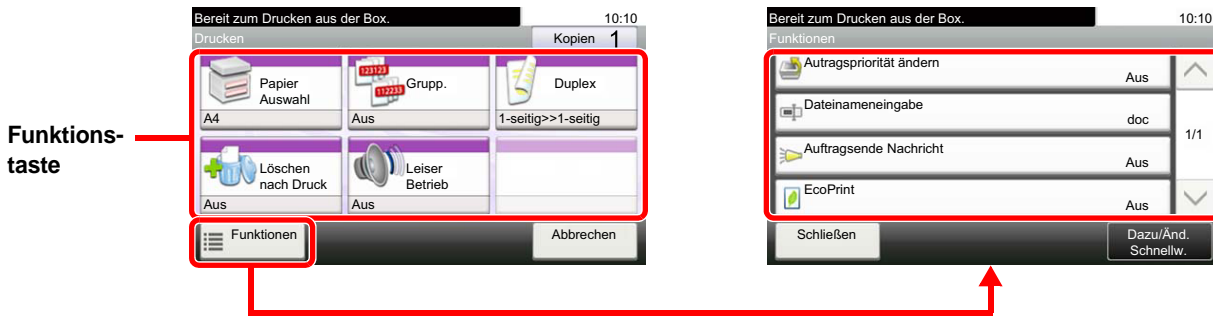 Bereit zum Drucken aus der Box.
10:10
Drucken
Kopien 1
Papier
Auswahl
A4
123123
112233
Grupp.
Aus
Duplex
1-seitig>>1-seitig
Löschen
nach Druck
Aus
Leiser
Betrieb
Aus
Funktionen
Abbrechen
Funktions-
taste
Bereit zum Drucken aus der Box.
10:10
Funktionen
Autragspriorität ändern
Aus
Dateinameneingabe
doc
Auftragsende Nachricht
Aus
EcoPrint
Aus
1/1
Schließen
Dazu/Änd.
Schnellw.